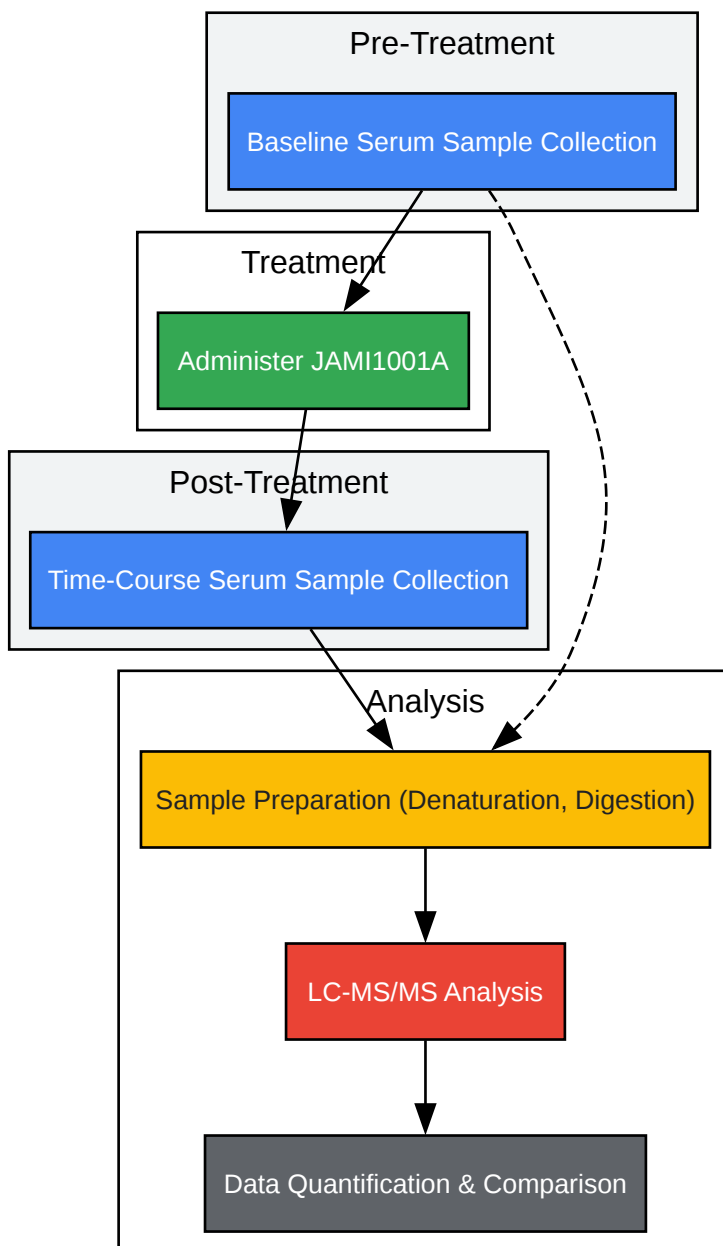 Pre-Treatment
Baseline Serum Sample Collection
Treatment
Administer JAMI1001A
Post-Treatment
Time-Course Serum Sample Collection
Analysis
Sample Preparation (Denaturation, Digestion)
LC-MS/MS Analysis
Data Quantification & Comparison